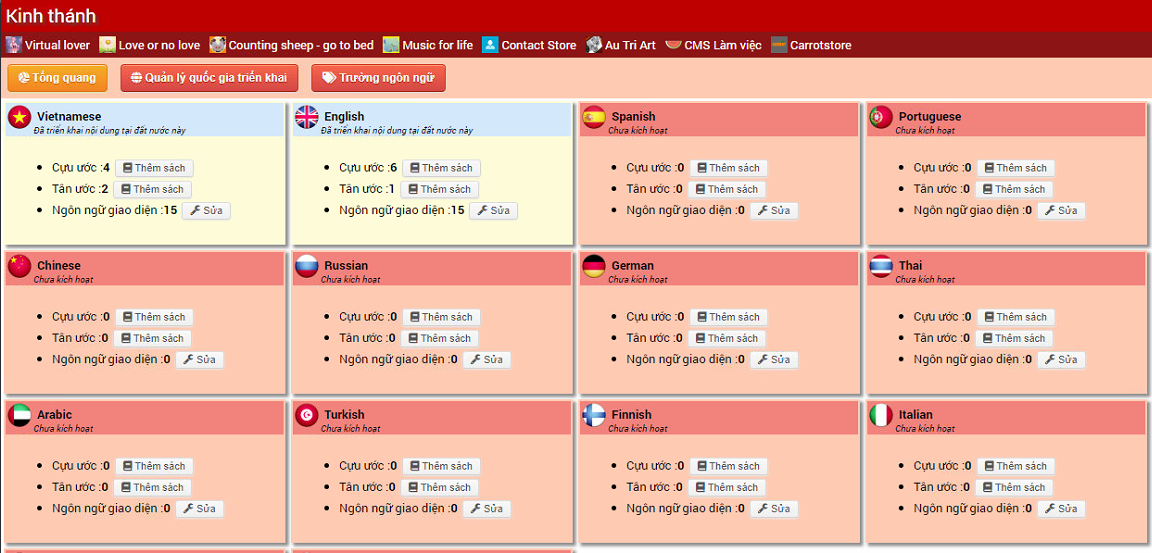 Kinh thánh
Virtual lover Love or no love Counting sheep - go to bed Music for life Contact Store Au Tri Art CMS Làm việc Carrotstore
Tổng quang Quản lý quốc gia triển khai Trường ngôn ngữ
Vietnamese English Spanish Portuguese
Đã triển khai nội dung tại đất nước này Đã triển khai nội dung tại đất nước này Chưa kích hoạt Chưa kích hoạt
Cựu ước :4 Thêm sách Cựu ước :6 Thêm sách Cựu ước :0 Thêm sách Cựu ước :0 Thêm sách
Tân ước :2 Thêm sách Tân ước :1 Thêm sách Tân ước :0 Thêm sách Tân ước :0 Thêm sách
Ngôn ngữ giao diện :15 Sửa Ngôn ngữ giao diện :15 Sửa Ngôn ngữ giao diện :0 Sửa Ngôn ngữ giao diện :0 Sửa
Chinese Russian German Thai
Chưa kích hoạt Chưa kích hoạt Chưa kích hoạt Chưa kích hoạt
Cựu ước :0 Thêm sách Cựu ước :0 Thêm sách Cựu ước :0 Thêm sách Cựu ước :0 Thêm sách
Tân ước :0 Thêm sách Tân ước :0 Thêm sách Tân ước :0 Thêm sách Tân ước :0 Thêm sách
Ngôn ngữ giao diện :0 Sửa Ngôn ngữ giao diện :0 Sửa Ngôn ngữ giao diện :0 Sửa Ngôn ngữ giao diện :0 Sửa
Arabic Turkish Finnish Italian
Chưa kích hoạt Chưa kích hoạt Chưa kích hoạt Chưa kích hoạt
Cựu ước :0 Thêm sách Cựu ước :0 Thêm sách Cựu ước :0 Thêm sách Cựu ước :0 Thêm sách
Tân ước :0 Thêm sách Tân ước :0 Thêm sách Tân ước :0 Thêm sách Tân ước :0 Thêm sách
Ngôn ngữ giao diện :0 Sửa Ngôn ngữ giao diện :0 Sửa Ngôn ngữ giao diện :0 Sửa Ngôn ngữ giao diện :0 Sửa